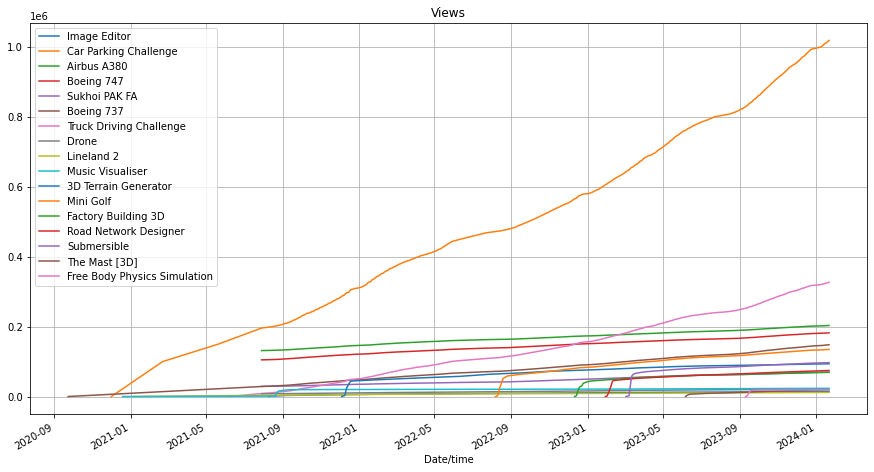 Views
1e6
1.0
0.8
0.6
0.4
0.2
0.0
Image Editor
Car Parking Challenge
Airbus A380
Boeing 747
Sukhoi PAK FA
Boeing 737
Truck Driving Challenge
Drone
Lineland 2
Music Visualiser
3D Terrain Generator
Mini Golf
Factory Building 3D
Road Network Designer
Submersible
The Mast [3D]
Free Body Physics Simulation
2020-09
2021-01
2021-05
2021-09
2022-01
2022-05
2022-09
2023-01
2023-05
2023-09
2024-01
Date/time